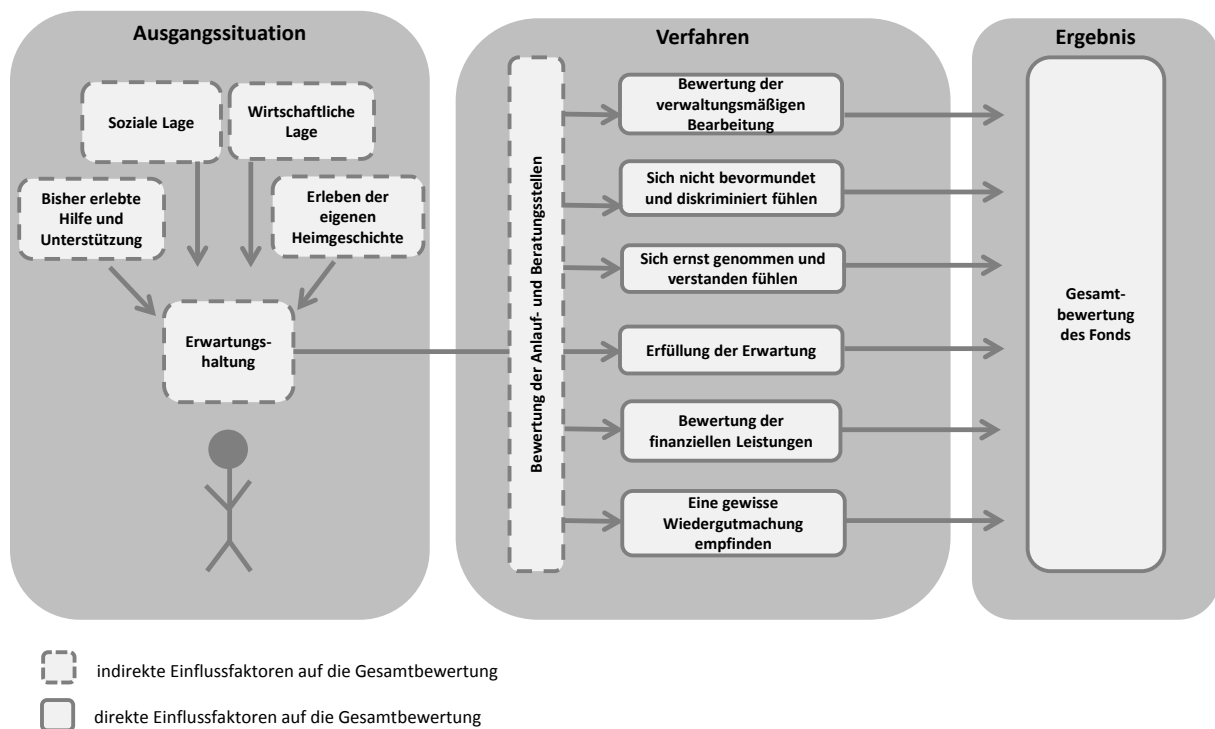 Ausgangssituation
Soziale Lage
Wirtschaftliche
Lage
Bisher erlebte
Hilfe und
Unterstützung
Erleben der
eigenen
Heimgeschichte
Erwartungs-
haltung
Verfahren
Bewertung der Anlauf- und Beratungsstellen
Bewertung der
verwaltungsmäßigen
Bearbeitung
Sich nicht bevormundet
und diskriminiert fühlen
Sich ernst genommen und
verstanden fühlen
Erfüllung der Erwartung
Bewertung der
finanziellen Leistungen
Eine gewisse
Wiedergutmachung
empfinden
Ergebnis
Gesamt-
bewertung
des Fonds
indirekte Einflussfaktoren auf die Gesamtbewertung
direkte Einflussfaktoren auf die Gesamtbewertung